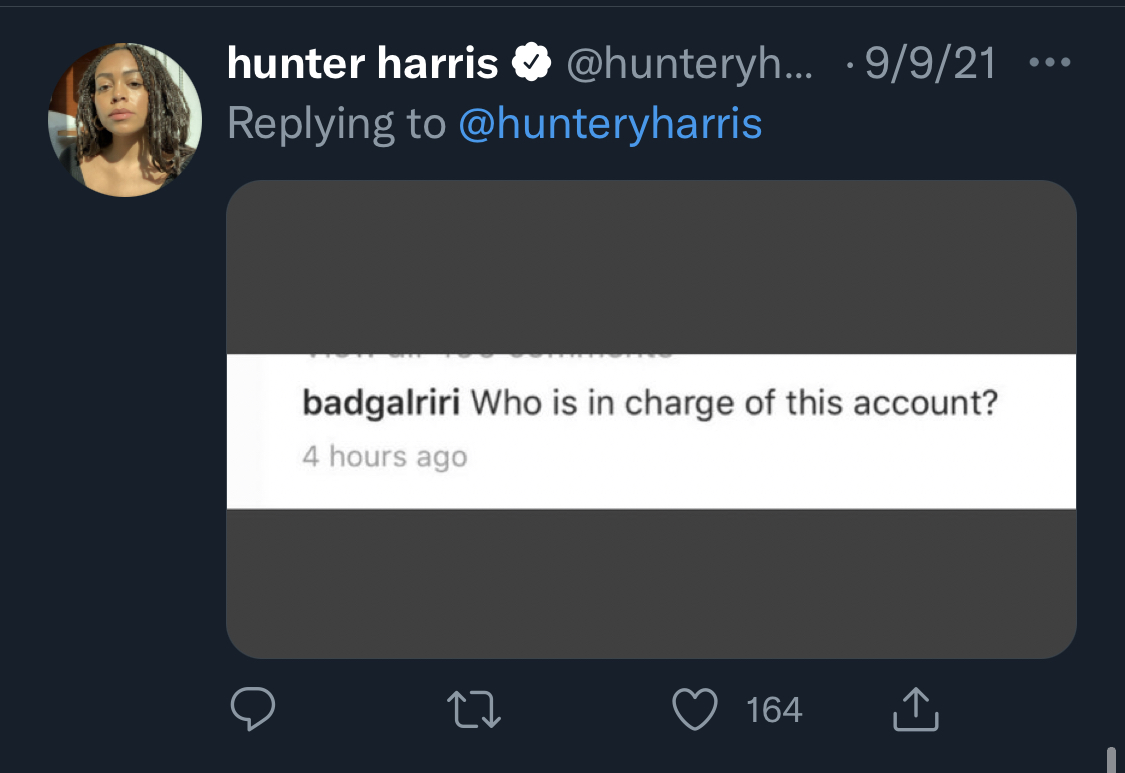 hunter harris @hunteryh... · 9/9/21
Replying to @hunteryharris
badgalriri Who is in charge of this account?
4 hours ago
164